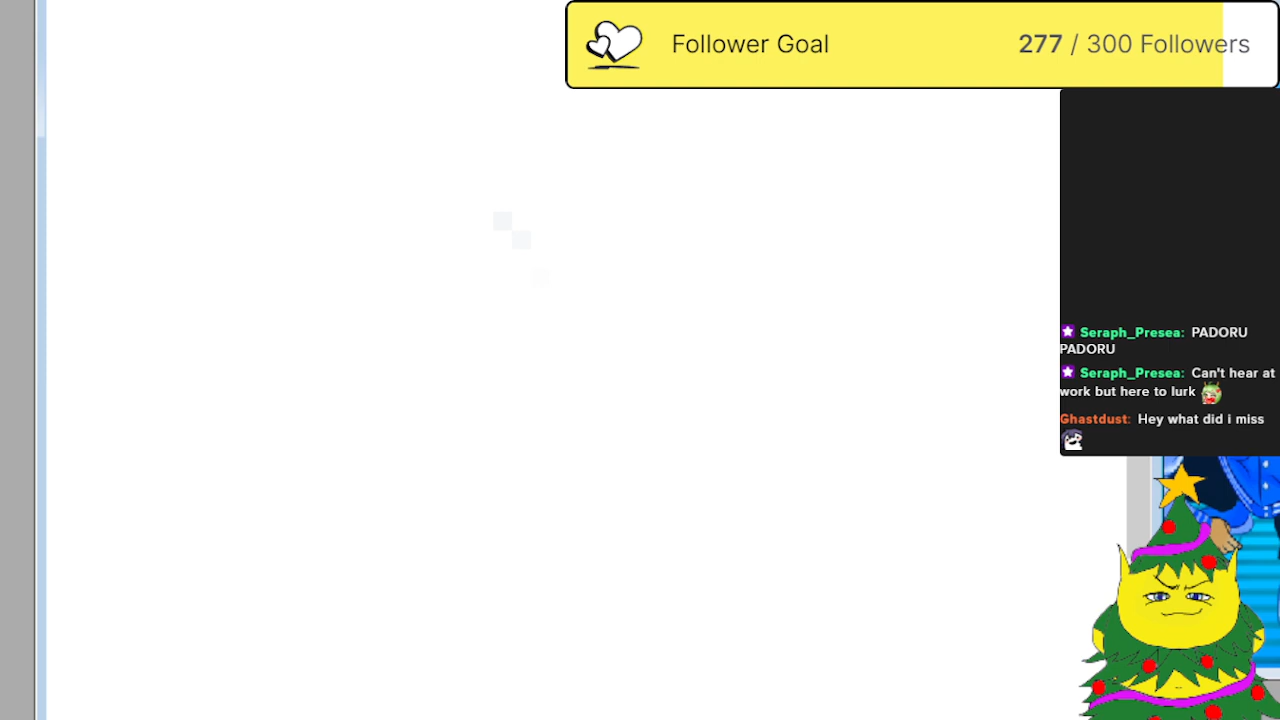 Follower Goal
277 / 300 Followers
Seraph_Presea: PADORU
PADORU
Seraph_Presea: Can't hear at
work but here to lurk
Ghastdust: Hey what did i miss